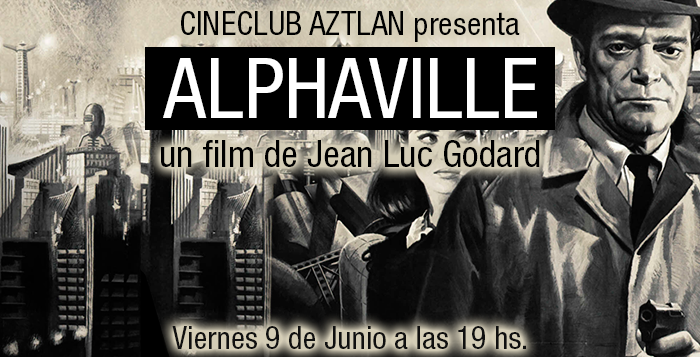 CINECLUB AZTLAN presenta
ALPHAVILLE
un film de Jean Luc Godard
Viernes 9 de Junio a las 19 hs.